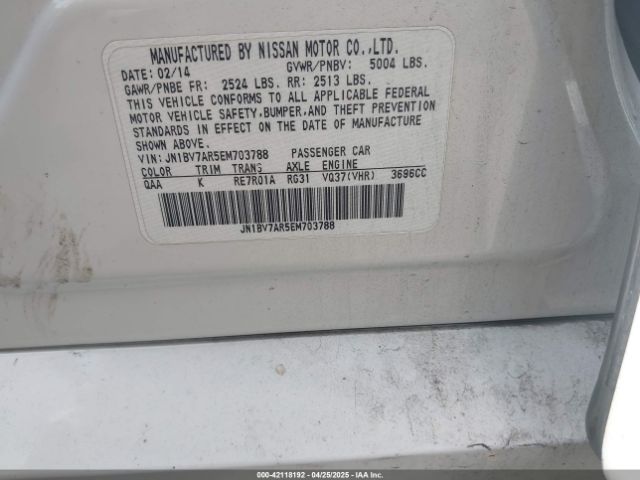 MANUFACTURED BY NISSAN MOTOR CO.,LTD.
DATE: 02/14 GVWR/PNBV: 5004 LBS.
GAWR/PNBE FR: 2524 LBS. RR: 2513 LBS.
THIS VEHICLE CONFORMS TO ALL APPLICABLE FEDERAL
MOTOR VEHICLE SAFETY,BUMPER,AND THEFT PREVENTION
STANDARDS IN EFFECT ON THE DATE OF MANUFACTURE
SHOWN ABOVE.
VIN: JN1BV7AR5EM703788 PASSENGER CAR
COLOR TRIM TRANS AXLE ENGINE
QAA K RE7R01A RG31 VQ37(VHR) 3696CC
JN1BV7AR5EM703788
000-42118192 - 04/25/2025 - IAA Inc.